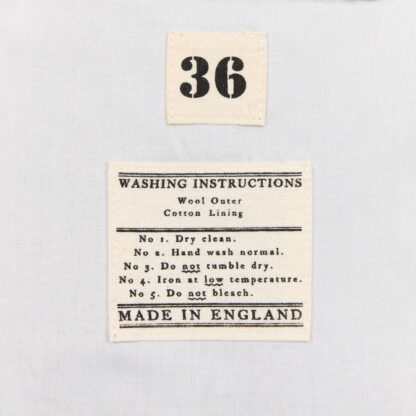 36
WASHING INSTRUCTIONS
Wool Outer
Cotton Lining
No 1. Dry clean.
No 2. Hand wash normal.
No 3. Do not tumble dry.
No 4. Iron at low temperature.
No 5. Do not bleach.
MADE IN ENGLAND